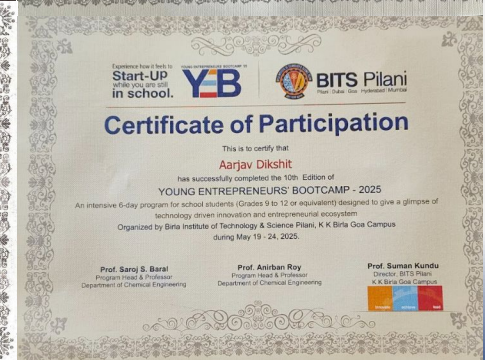 Experience how it feels to
Start-UP
while you are still
in school.
YOUNG ENTREPRENEURS' BOOTCAMP '25
YEB
BITS Pilani
Pilani Dubai Goa Hyderabad Mumbai
Certificate of Participation
This is to certify that
Aarjav Dikshit
has successfully completed the 10th Edition of
YOUNG ENTREPRENEURS' BOOTCAMP - 2025
An intensive 6-day program for school students (Grades 9 to 12 or equivalent) designed to give a glimpse of
technology driven innovation and entrepreneurial ecosystem
Organized by Birla Institute of Technology & Science Pilani, K K Birla Goa Campus
during May 19 - 24, 2025.
Prof. Saroj S. Baral
Program Head & Professor
Department of Chemical Engineering
Prof. Anirban Roy
Program Head & Professor
Department of Chemical Engineering
Prof. Suman Kundu
Director, BITS Pilani
K K Birla Goa Campus